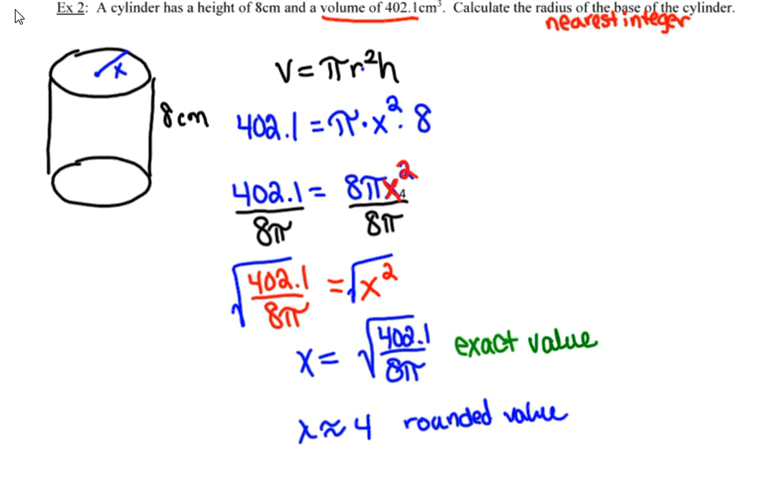 Ex 2: A cylinder has a height of 8cm and a volume of 402.1cm³. Calculate the radius of the base of the cylinder.
nearest integer
x
8cm
V = πr²h
402.1 = π·x²·8
402.1/8π = 8πx²/8π
√(402.1/8π) = √x²
x = √(402.1/8π) exact value
x ≈ 4 rounded value